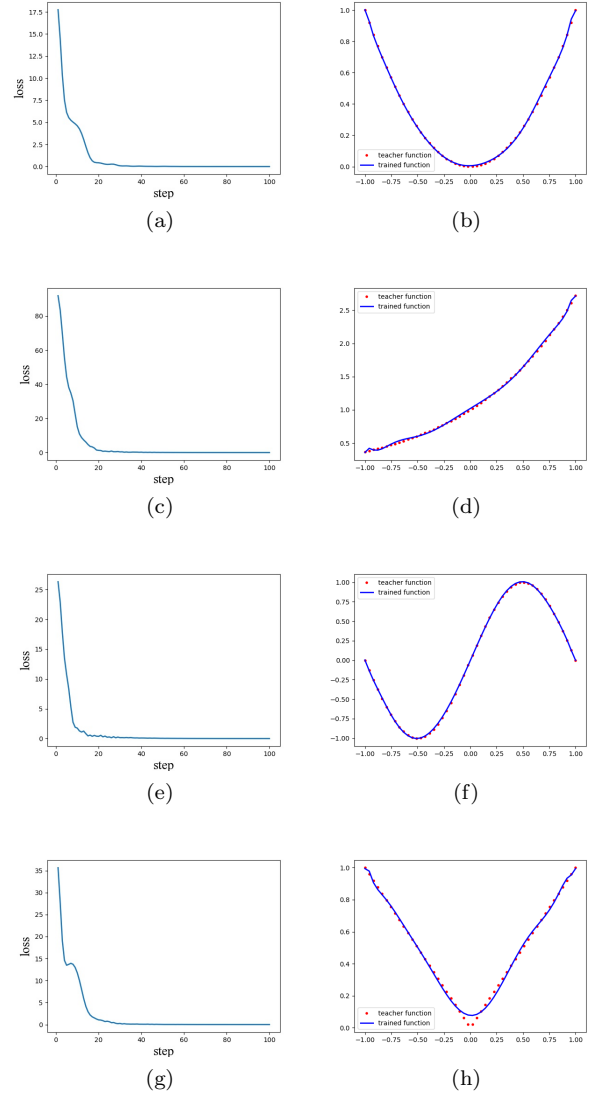 17.5
15.0
12.5
10.0
7.5
5.0
2.5
0.0
loss
0 20 40 60 80 100
step
(a)
1.0
0.8
0.6
0.4
0.2
0.0
teacher function
trained function
−1.00 −0.75 −0.50 −0.25 0.00 0.25 0.50 0.75 1.00
(b)
80
60
40
20
0
loss
0 20 40 60 80 100
step
(c)
teacher function
trained function
2.5
2.0
1.5
1.0
0.5
−1.00 −0.75 −0.50 −0.25 0.00 0.25 0.50 0.75 1.00
(d)
25
20
15
10
5
0
loss
0 20 40 60 80 100
step
(e)
teacher function
trained function
1.00
0.75
0.50
0.25
0.00
−0.25
−0.50
−0.75
−1.00
−1.00 −0.75 −0.50 −0.25 0.00 0.25 0.50 0.75 1.00
(f)
35
30
25
20
15
10
5
0
loss
0 20 40 60 80 100
step
(g)
1.0
0.8
0.6
0.4
0.2
0.0
teacher function
trained function
−1.00 −0.75 −0.50 −0.25 0.00 0.25 0.50 0.75 1.00
(h)